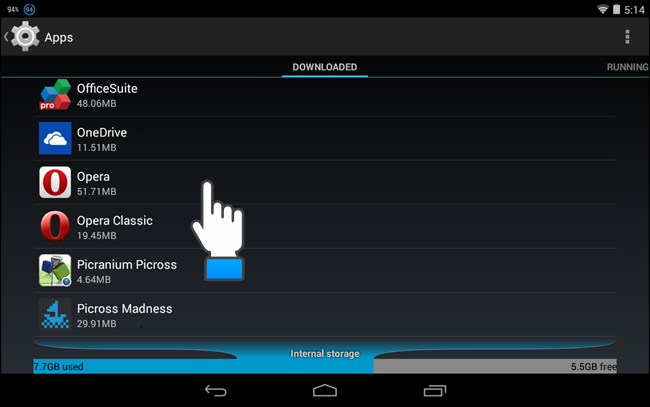 94% 94 5:14
Apps
DOWNLOADED RUNNING
OfficeSuite
pro
48.06MB
OneDrive
11.51MB
Opera
51.71MB
Opera Classic
19.45MB
Picranium Picross
4.64MB
Picross Madness
29.91MB
Internal storage
7.7GB used 5.5GB free